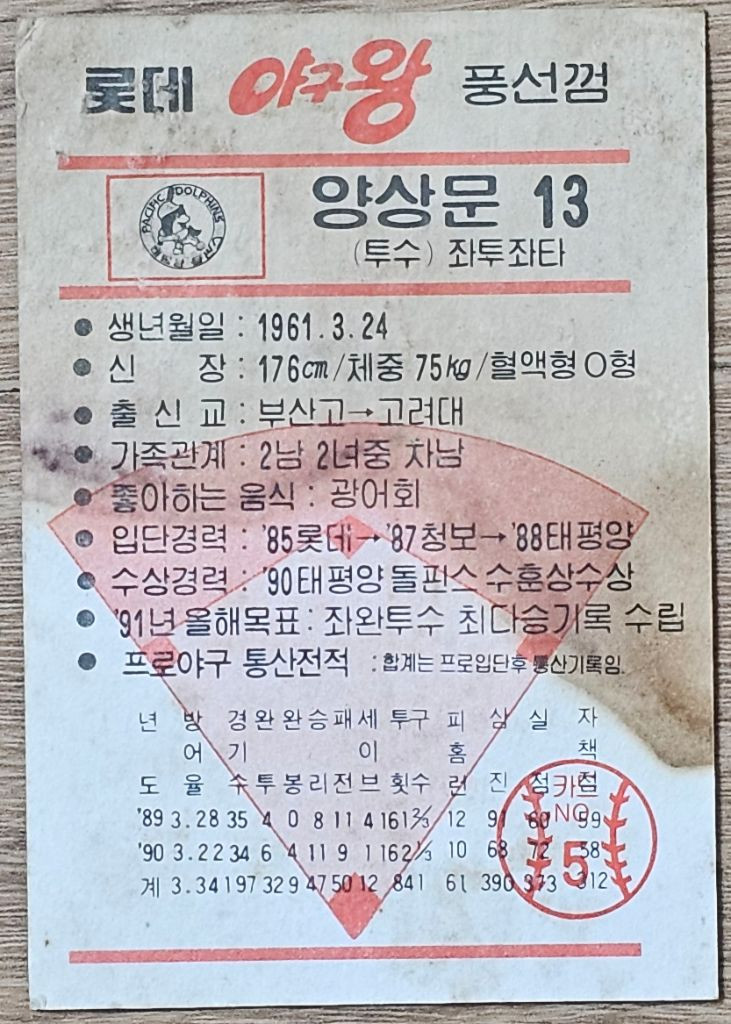 롯데 야구왕 풍선껌
PACIFIC DOLPHINS
양상문 13
(투수) 좌투좌타
● 생년월일 : 1961.3.24
● 신 장 : 176cm/체중 75kg/혈액형 O형
● 출 신 교 : 부산고→고려대
● 가족관계 : 2남 2녀중 차남
● 좋아하는 음식 : 광어회
● 입단경력 : '85롯데→'87청보→'88태평양
● 수상경력 : '90태평양돌핀스 수훈상수상
● '91년 올해목표 : 좌완투수 최다승기록 수립
● 프로야구 통산전적 : 합계는 프로입단후 통산기록임.
년 방 경 완 완 승 패 세 투 구 피 삼 실 자
어 기 이 홈 책
도 율 수 투 봉 리 전 브 횟 수 런 진 점 점
'89 3.28 35 4 0 8 11 4 161⅔ 12 91 60 59
'90 3.22 34 6 4 11 9 1 162⅓ 10 68 72 58
계 3.34 197 32 9 47 50 12 841 61 390 373 312
카드
NO.
5